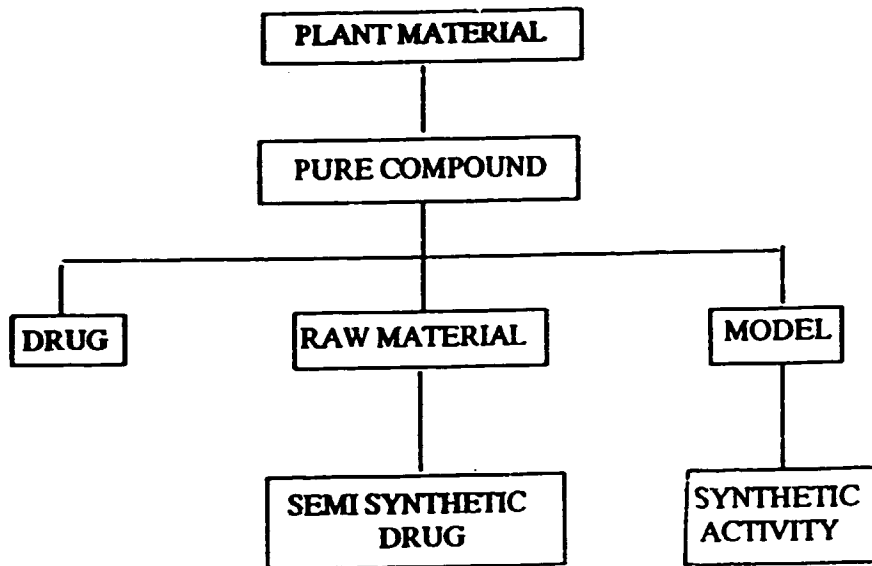 PLANT MATERIAL
PURE COMPOUND
DRUG
RAW MATERIAL
MODEL
SEMI SYNTHETIC
DRUG
SYNTHETIC
ACTIVITY